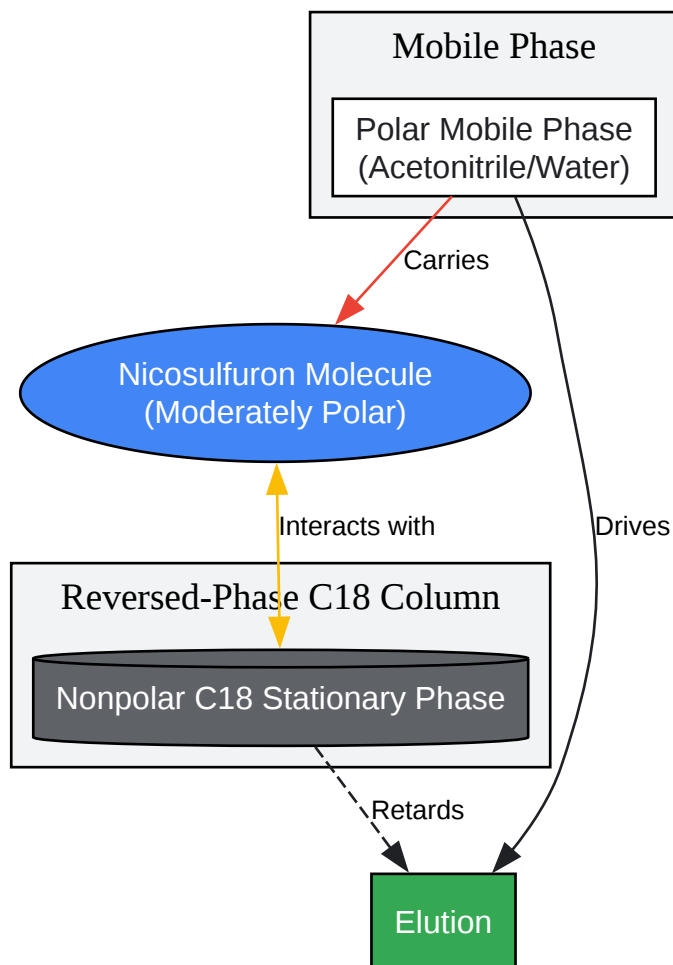 Mobile Phase
Polar Mobile Phase
(Acetonitrile/Water)
Carries
Nicosulfuron Molecule
(Moderately Polar)
Interacts with
Drives
Reversed-Phase C18 Column
Nonpolar C18 Stationary Phase
Retards
Elution